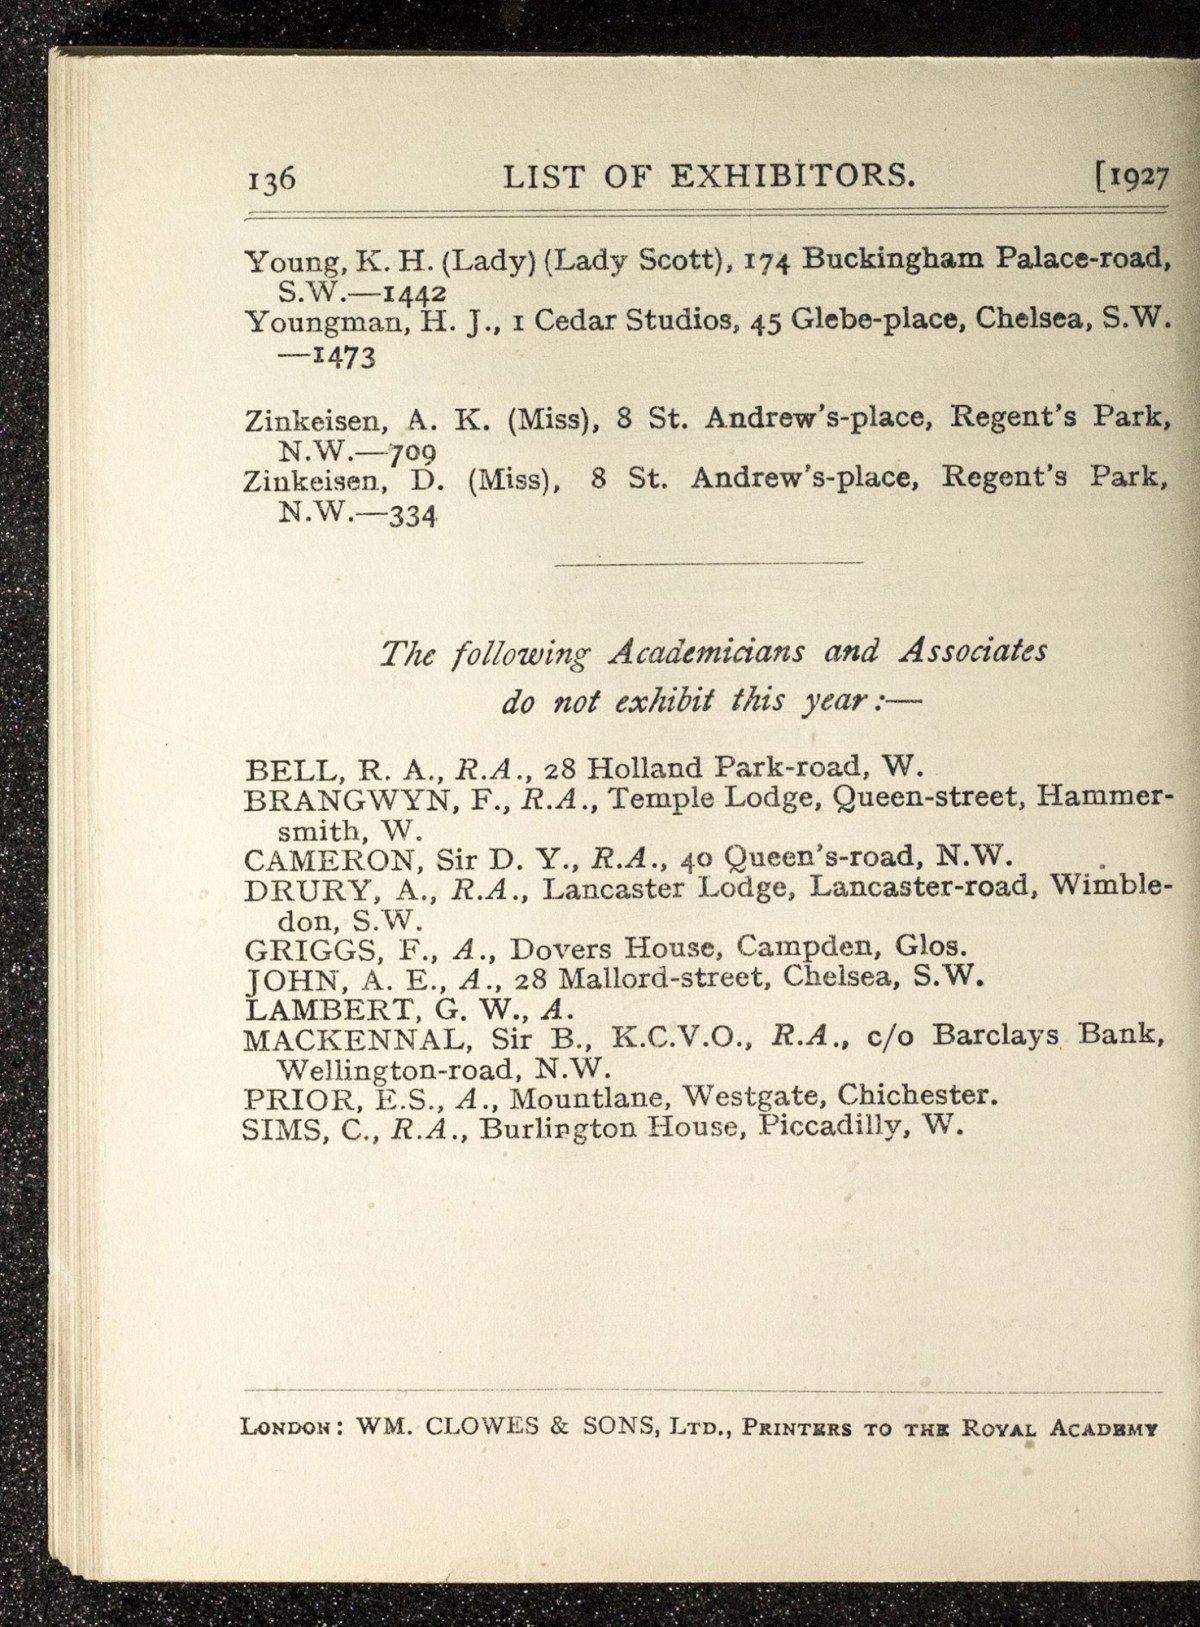 136 LIST OF EXHIBITORS. [1927
Young, K. H. (Lady) (Lady Scott), 174 Buckingham Palace-road,
S.W.—1442
Youngman, H. J., 1 Cedar Studios, 45 Glebe-place, Chelsea, S.W.
—1473
Zinkeisen, A. K. (Miss), 8 St. Andrew's-place, Regent's Park,
N.W.—709
Zinkeisen, D. (Miss), 8 St. Andrew's-place, Regent's Park,
N.W.—334
The following Academicians and Associates
do not exhibit this year:—
BELL, R. A., R.A., 28 Holland Park-road, W.
BRANGWYN, F., R.A., Temple Lodge, Queen-street, Hammer-
smith, W.
CAMERON, Sir D. Y., R.A., 40 Queen's-road, N.W.
DRURY, A., R.A., Lancaster Lodge, Lancaster-road, Wimble-
don, S.W.
GRIGGS, F., A., Dovers House, Campden, Glos.
JOHN, A. E., A., 28 Mallord-street, Chelsea, S.W.
LAMBERT, G. W., A.
MACKENNAL, Sir B., K.C.V.O., R.A., c/o Barclays Bank,
Wellington-road, N.W.
PRIOR, E.S., A., Mountlane, Westgate, Chichester.
SIMS, C., R.A., Burlington House, Piccadilly, W.
LONDON: WM. CLOWES & SONS, LTD., PRINTERS TO THE ROYAL ACADEMY